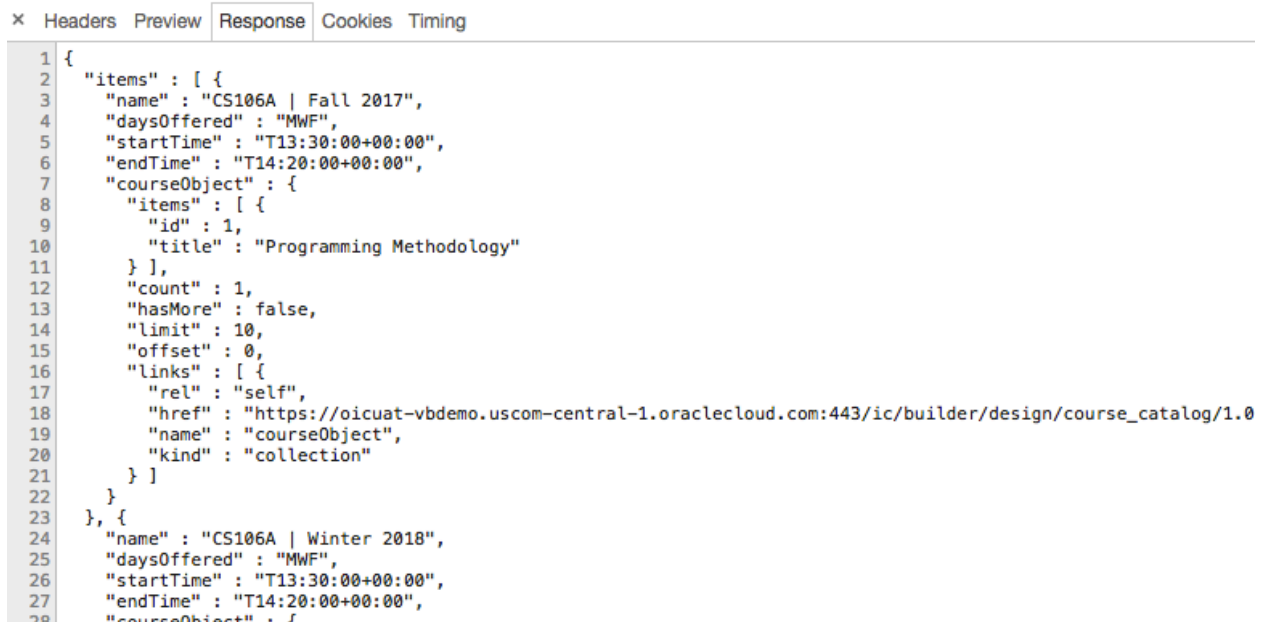 × Headers Preview Response Cookies Timing
1 {
2 "items" : [ {
3 "name" : "CS106A | Fall 2017",
4 "daysOffered" : "MWF",
5 "startTime" : "T13:30:00+00:00",
6 "endTime" : "T14:20:00+00:00",
7 "courseObject" : {
8 "items" : [ {
9 "id" : 1,
10 "title" : "Programming Methodology"
11 } ],
12 "count" : 1,
13 "hasMore" : false,
14 "limit" : 10,
15 "offset" : 0,
16 "links" : [ {
17 "rel" : "self",
18 "href" : "https://oicuat-vbdemo.uscom-central-1.oraclecloud.com:443/ic/builder/design/course_catalog/1.0
19 "name" : "courseObject",
20 "kind" : "collection"
21 } ]
22 }
23 }, {
24 "name" : "CS106A | Winter 2018",
25 "daysOffered" : "MWF",
26 "startTime" : "T13:30:00+00:00",
27 "endTime" : "T14:20:00+00:00",
28 "courseObject" : {